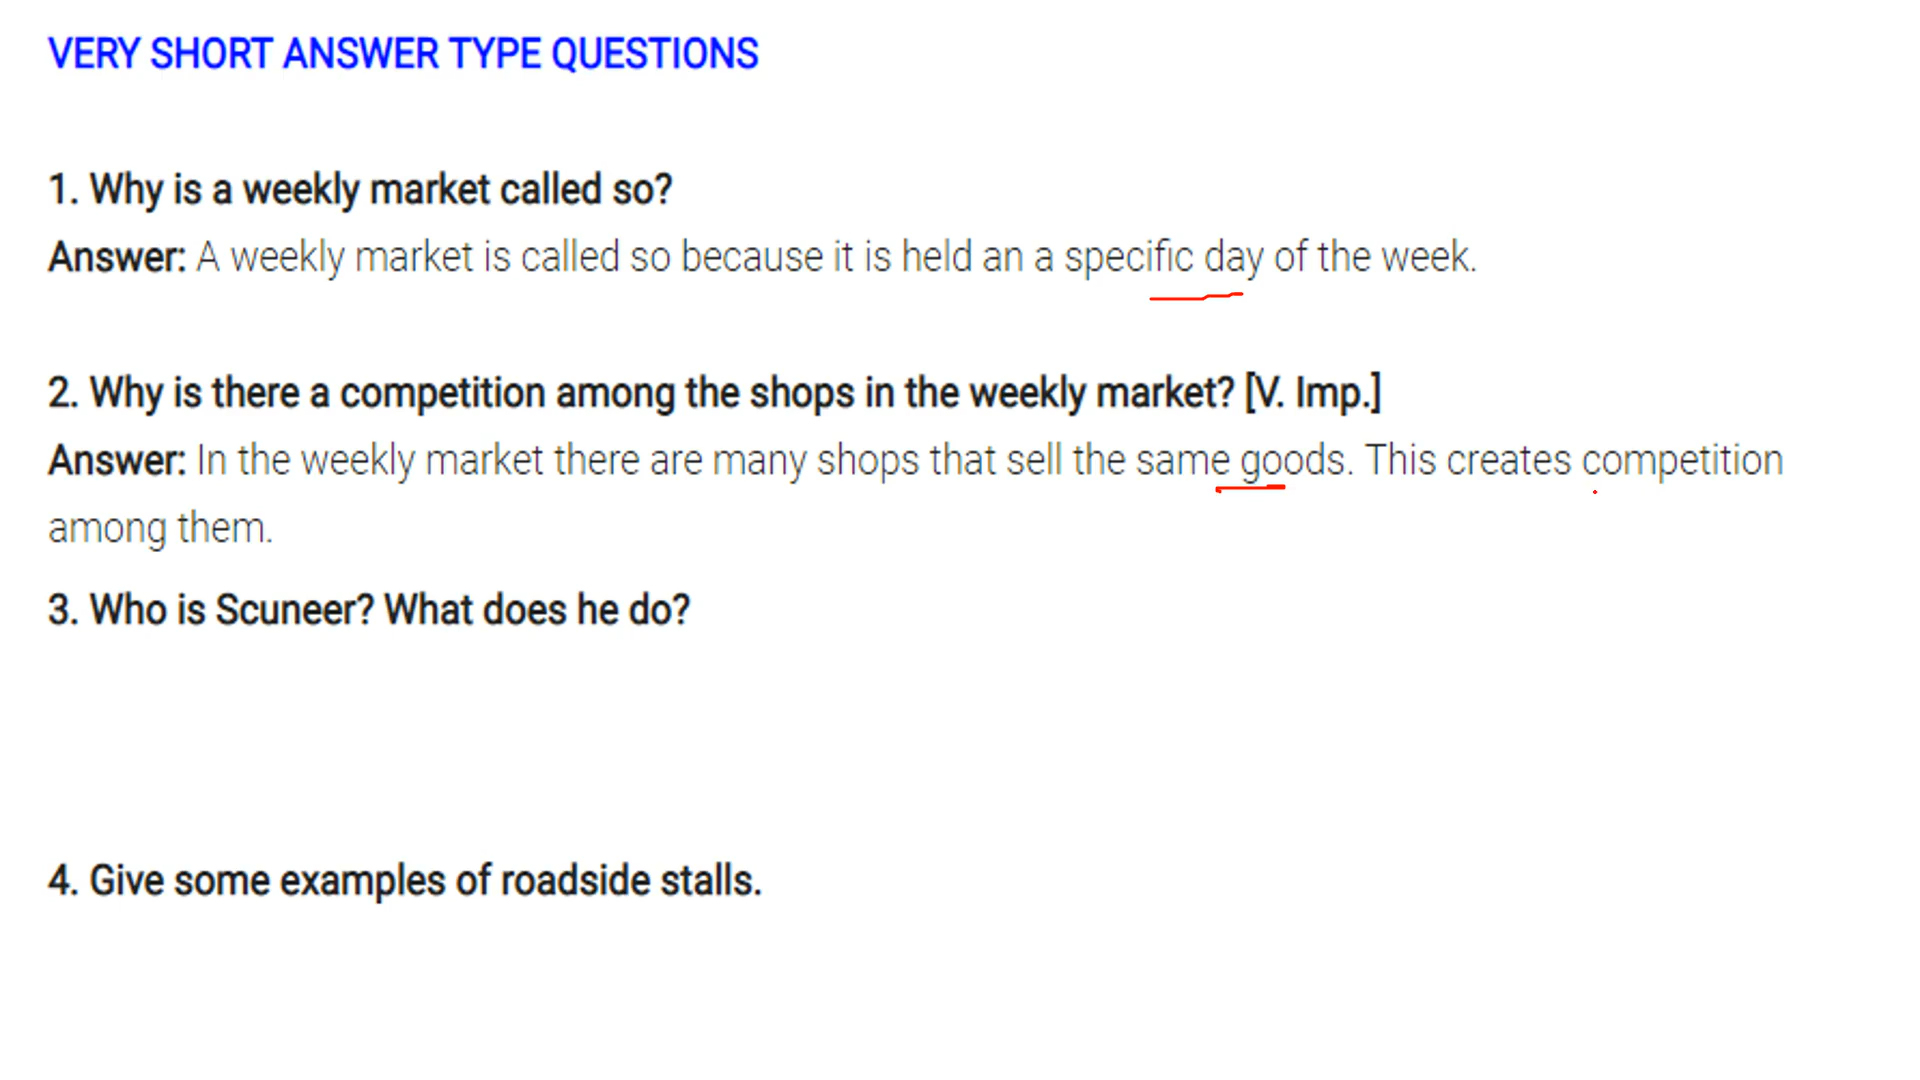 VERY SHORT ANSWER TYPE QUESTIONS
1. Why is a weekly market called so?
Answer: A weekly market is called so because it is held an a specific day of the week.
2. Why is there a competition among the shops in the weekly market? [V. Imp.]
Answer: In the weekly market there are many shops that sell the same goods. This creates competition
among them.
3. Who is Scuneer? What does he do?
4. Give some examples of roadside stalls.